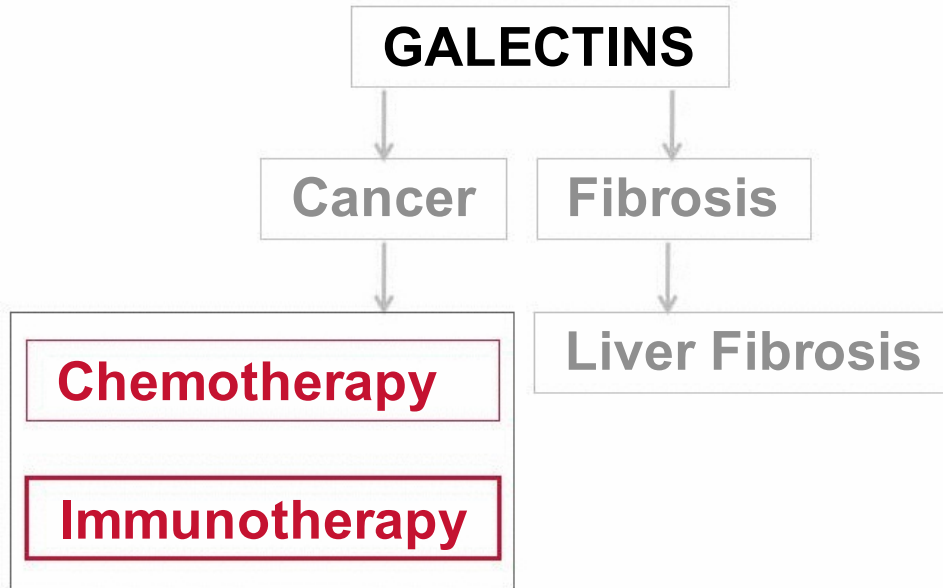 GALECTINS
Cancer
Fibrosis
Liver Fibrosis
Chemotherapy
Immunotherapy